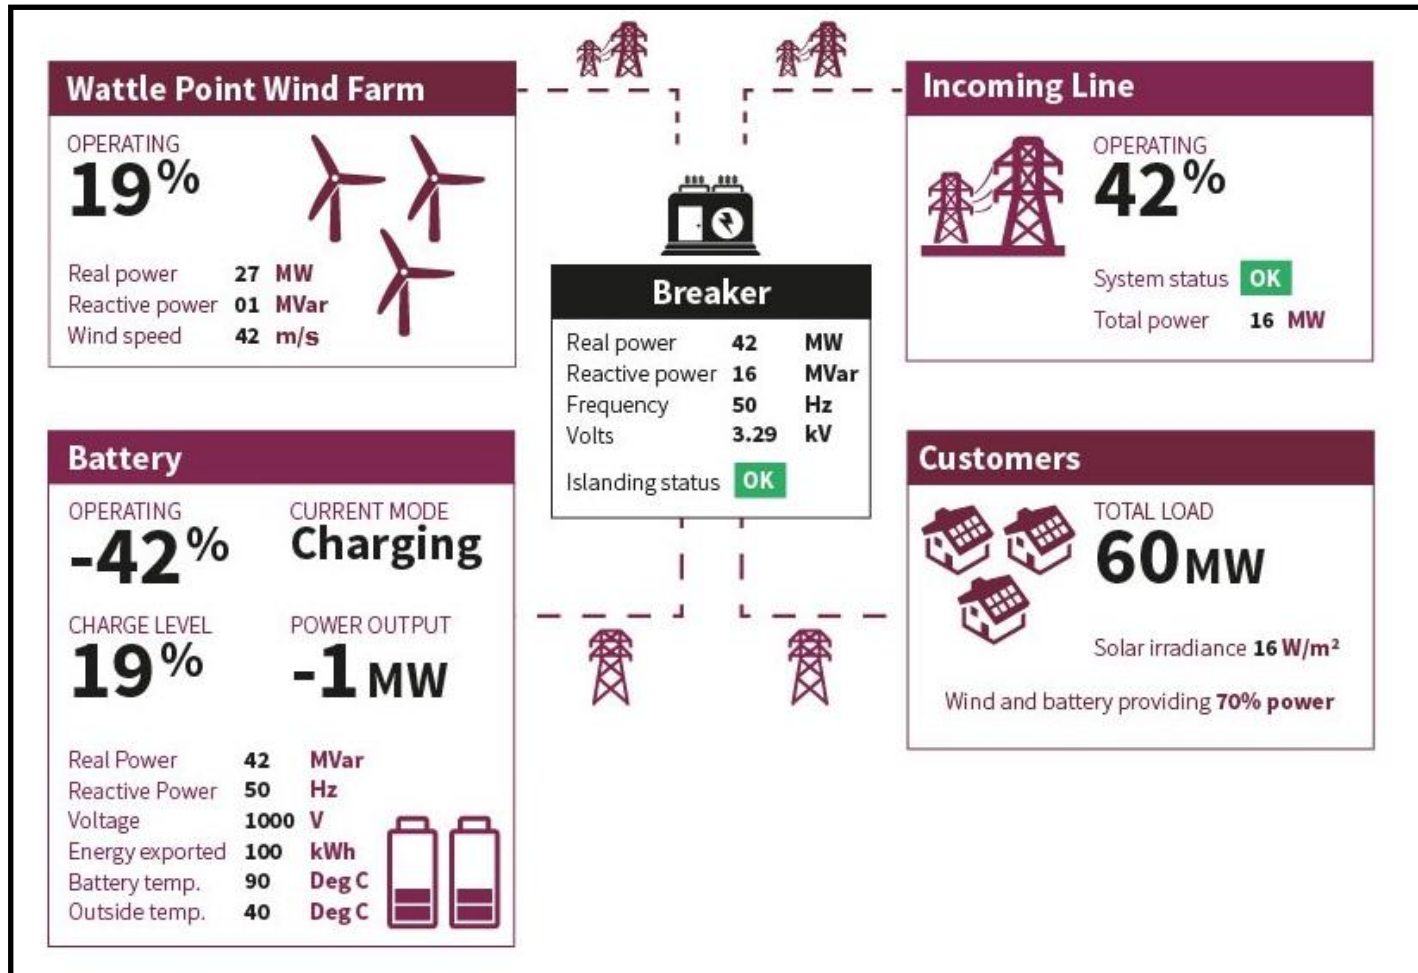 Wattle Point Wind Farm
OPERATING
19%
Real power 27 MW
Reactive power 01 MVar
Wind speed 42 m/s
Incoming Line
OPERATING
42%
System status OK
Total power 16 MW
Breaker
Real power 42 MW
Reactive power 16 MVar
Frequency 50 Hz
Volts 3.29 kV
Islanding status OK
Battery
OPERATING CURRENT MODE
-42% Charging
CHARGE LEVEL POWER OUTPUT
19% -1 MW
Real Power 42 MVar
Reactive Power 50 Hz
Voltage 1000 V
Energy exported 100 kWh
Battery temp. 90 Deg C
Outside temp. 40 Deg C
Customers
TOTAL LOAD
60 MW
Solar irradiance 16 W/m²
Wind and battery providing 70% power